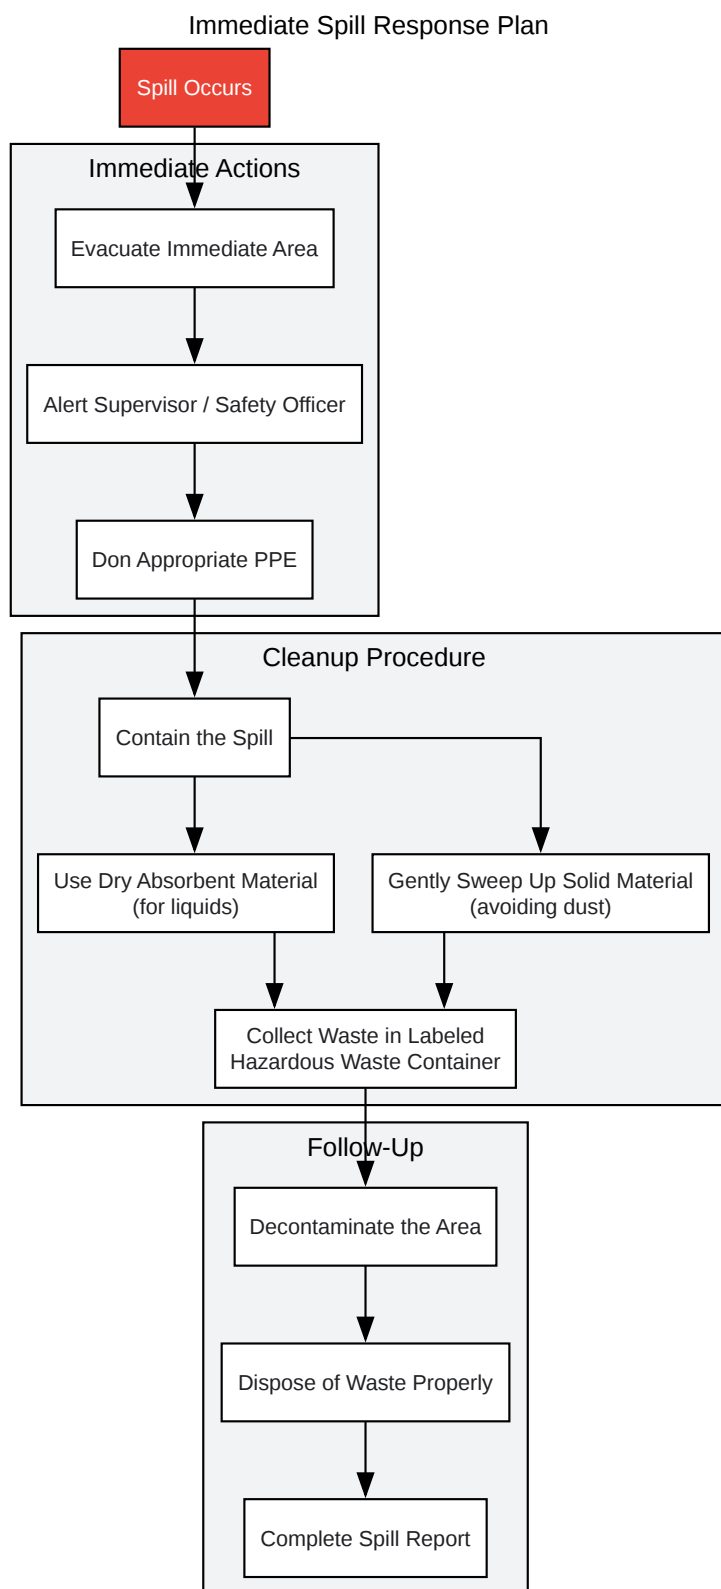 Immediate Spill Response Plan
Spill Occurs
Immediate Actions
Evacuate Immediate Area
Alert Supervisor / Safety Officer
Don Appropriate PPE
Cleanup Procedure
Contain the Spill
Use Dry Absorbent Material
(for liquids)
Gently Sweep Up Solid Material
(avoiding dust)
Collect Waste in Labeled
Hazardous Waste Container
Follow-Up
Decontaminate the Area
Dispose of Waste Properly
Complete Spill Report